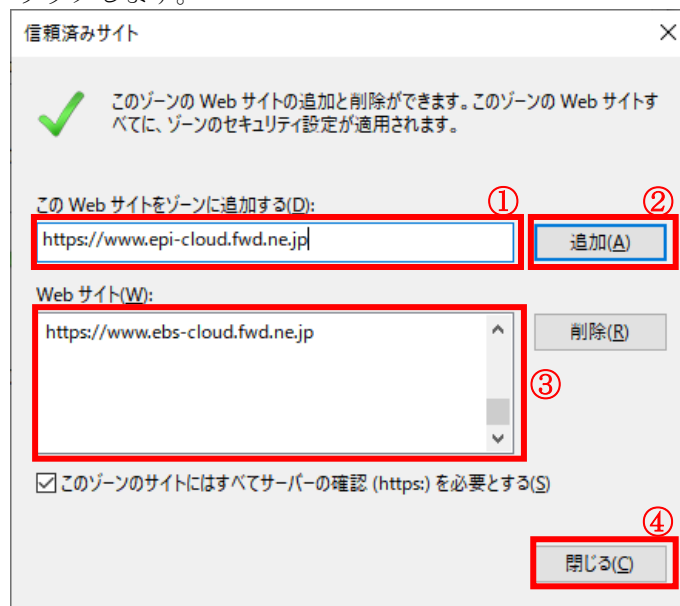 信頼済みサイト
このゾーンの Web サイトの追加と削除ができます。このゾーンの Web サイトす
べてに、ゾーンのセキュリティ設定が適用されます。
この Web サイトをゾーンに追加する(D):
①
②
https://www.epi-cloud.fwd.ne.jp
追加(A)
Web サイト(W):
https://www.ebs-cloud.fwd.ne.jp
削除(R)
③
このゾーンのサイトにはすべてサーバーの確認 (https:) を必要とする(S)
④
閉じる(C)